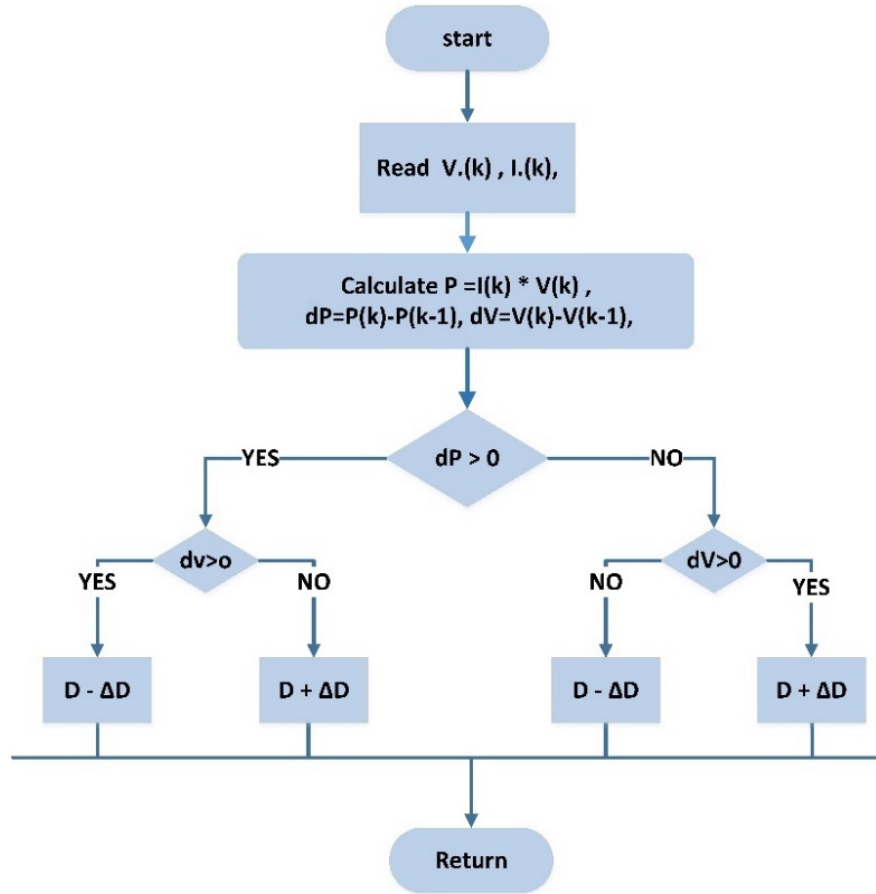 start
Read V.(k) , I.(k),
Calculate P =I(k) * V(k) ,
dP=P(k)-P(k-1), dV=V(k)-V(k-1),
dP > 0
YES
NO
dv>o
dV>0
YES
NO
NO
YES
D - ΔD
D + ΔD
D - ΔD
D + ΔD
Return